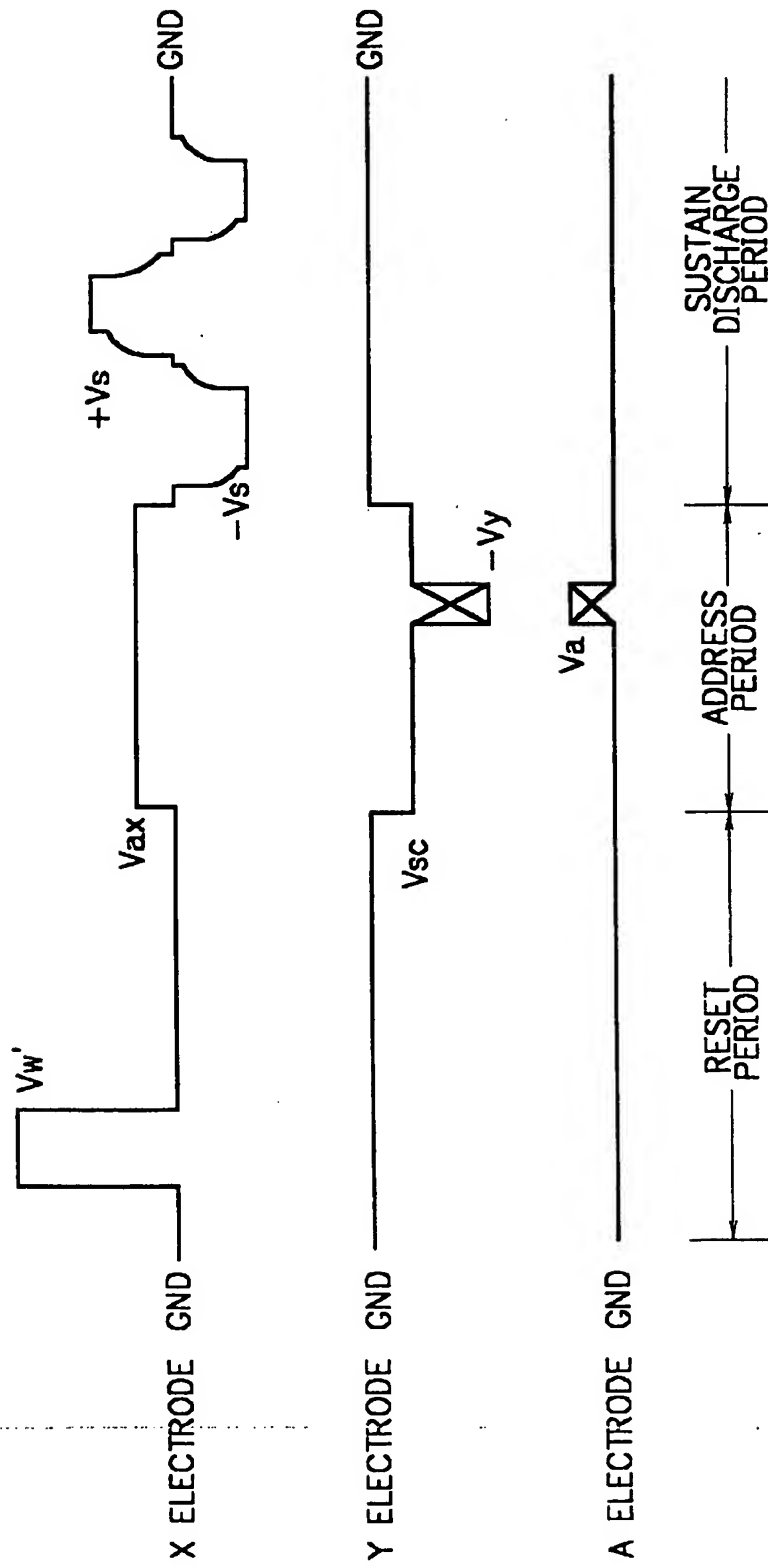 X ELECTRODE GND
Vw'
Vax
−Vs
+Vs
GND
Y ELECTRODE GND
Vsc
−Vy
GND
A ELECTRODE GND
Va
RESET
PERIOD
ADDRESS
PERIOD
SUSTAIN
DISCHARGE
PERIOD